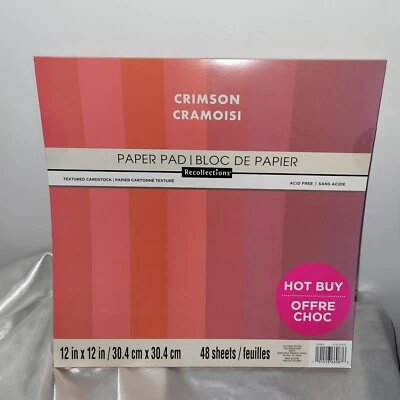 CRIMSON
CRAMOISI
PAPER PAD | BLOC DE PAPIER
Recollections®
TEXTURED CARDSTOCK | PAPIER CARTONNÉ TEXTURÉ
ACID FREE | SANS ACIDE
HOT BUY
OFFRE
CHOC
12 in x 12 in / 30.4 cm x 30.4 cm
48 sheets / feuilles